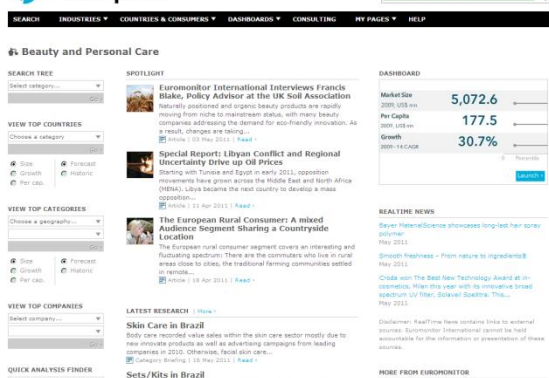 SEARCH INDUSTRIES ▼ COUNTRIES & CONSUMERS ▼ DASHBOARDS ▼ CONSULTING MY PAGES ▼ HELP
Beauty and Personal Care
SEARCH TREE
Select category...
Go ›
VIEW TOP COUNTRIES
Choose a category
Go ›
Size Forecast
Growth Historic
Per cap.
VIEW TOP CATEGORIES
Choose a geography...
Go ›
Size Forecast
Growth Historic
Per cap.
VIEW TOP COMPANIES
Select company...
Go ›
QUICK ANALYSIS FINDER
SPOTLIGHT
Euromonitor International Interviews Francis
Blake, Policy Advisor at the UK Soil Association
Naturally positioned and organic beauty products are rapidly
moving from niche to mainstream status, with many beauty
companies addressing the demand for eco-friendly innovation. As
a result, changes are taking...
Article | 03 May 2011 | Read ›
Special Report: Libyan Conflict and Regional
Uncertainty Drive up Oil Prices
Starting with Tunisia and Egypt in early 2011, opposition
movements have grown across the Middle East and North Africa
(MENA). Libya became the next country to develop a mass
opposition...
Article | 21 Apr 2011 | Read ›
The European Rural Consumer: A mixed
Audience Segment Sharing a Countryside
Location
The European rural consumer segment covers an interesting and
fluctuating spectrum: There are the commuters who live in rural
areas close to cities, the traditional farming communities settled
in remote...
Article | 18 Apr 2011 | Read ›
LATEST RESEARCH | More ›
Skin Care in Brazil
Body care recorded value sales within the skin care sector mostly due to
new innovate products as well as advertising campaigns from leading
companies in 2010. Otherwise, facial skin care...
Category Briefing | 16 May 2011 | Read ›
Sets/Kits in Brazil
DASHBOARD
Market Size
2009, US$ mn
5,072.6
Per Capita
2009, US$ mn
177.5
Growth
2009-14 CAGR
30.7%
0 Percentile
Launch ›
REALTIME NEWS
Bayer MaterialScience showcases long-last hair spray
polymer
May 2011
Smooth freshness – From nature to ingredients®
May 2011
Croda won The Best New Technology Award at in-
cosmetics, Milan this year with its innovative broad
spectrum UV filter, Solaveil Spextra. This...
May 2011
Disclaimer: RealTime News contains links to external
sources. Euromonitor International cannot be held
accountable for the information or presentation of these
sources.
MORE FROM EUROMONITOR